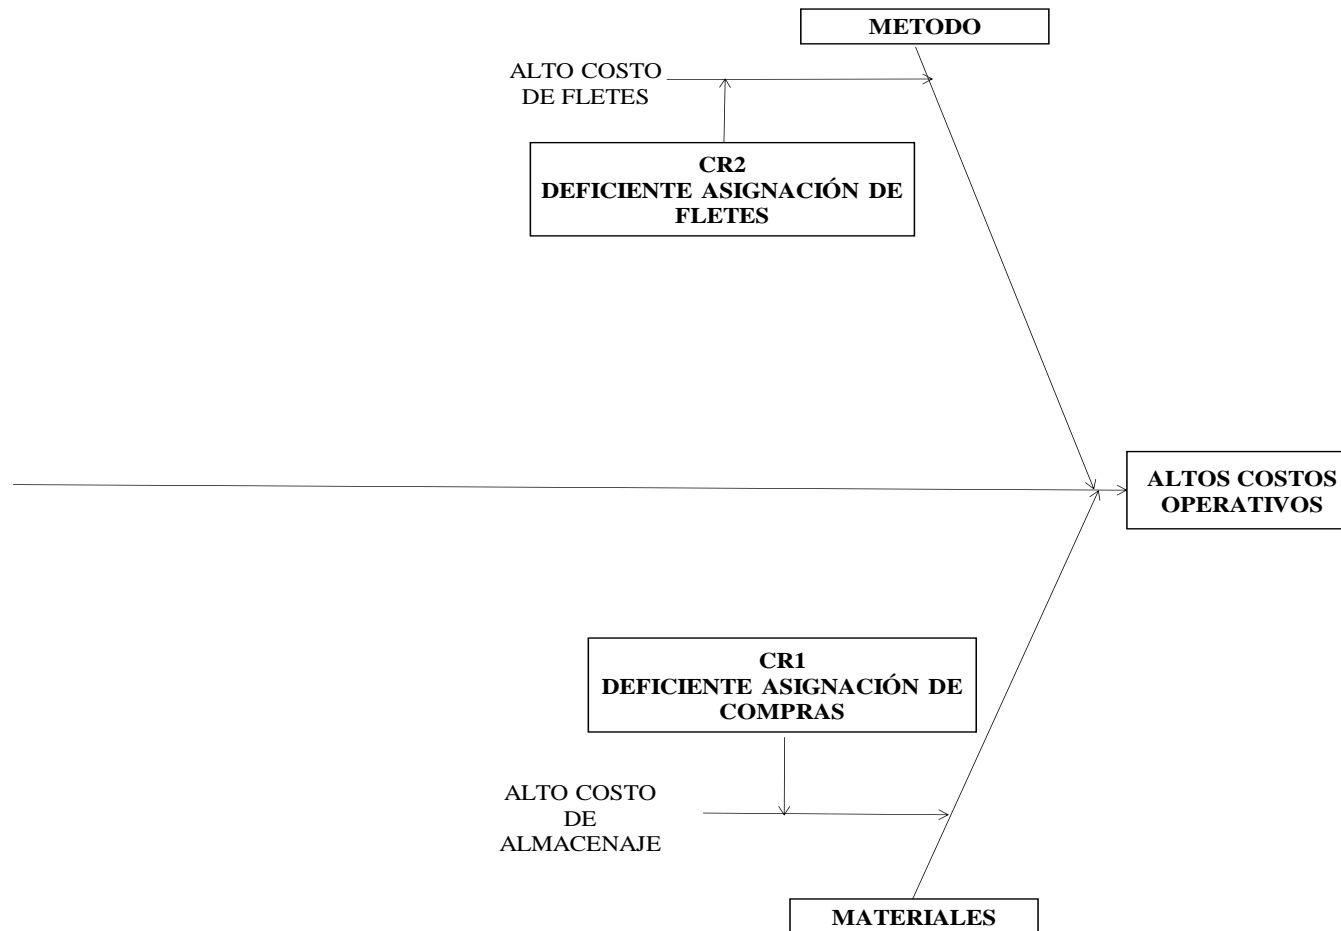 METODO
ALTO COSTO
DE FLETES
CR2
DEFICIENTE ASIGNACIÓN DE
FLETES
ALTOS COSTOS
OPERATIVOS
CR1
DEFICIENTE ASIGNACIÓN DE
COMPRAS
ALTO COSTO
DE
ALMACENAJE
MATERIALES